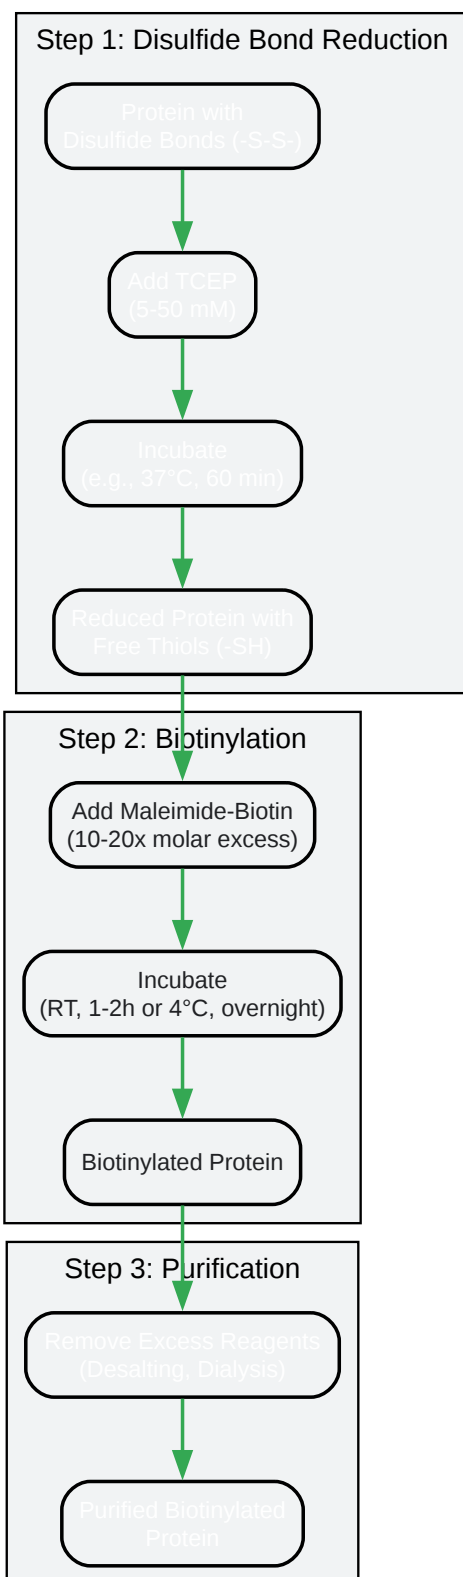 Step 1: Disulfide Bond Reduction
Protein with
Disulfide Bonds (-S-S-)
Add TCEP
(5-50 mM)
Incubate
(e.g., 37°C, 60 min)
Reduced Protein with
Free Thiols (-SH)
Step 2: Biotinylation
Add Maleimide-Biotin
(10-20x molar excess)
Incubate
(RT, 1-2h or 4°C, overnight)
Biotinylated Protein
Step 3: Purification
Remove Excess Reagents
(Desalting, Dialysis)
Purified Biotinylated
Protein